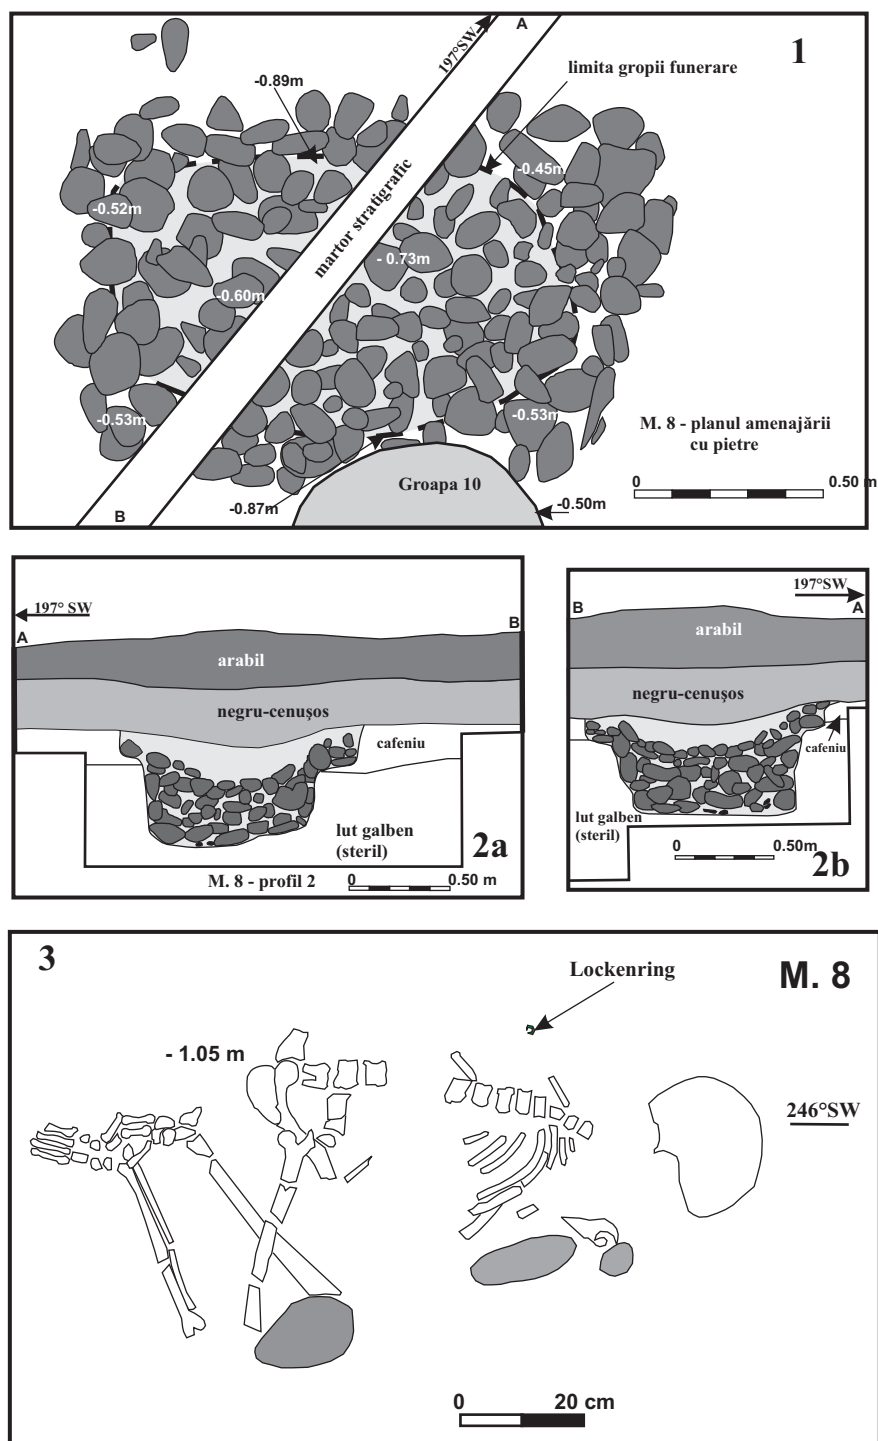 197°SW
A
1
-0.89m
limita gropii funerare
-0.45m
-0.52m
martor stratigrafic
- 0.73m
-0.60m
-0.53m
-0.53m
M. 8 - planul amenajării
cu pietre
Groapa 10
0 0.50 m
-0.87m
-0.50m
B
197° SW
A
B
arabil
negru-cenuşos
cafeniu
lut galben
(steril)
2a
M. 8 - profil 2
0 0.50 m
197°SW
B
A
arabil
negru-cenuşos
cafeniu
lut galben
(steril)
0 0.50m
2b
3
Lockenring
M. 8
- 1.05 m
246°SW
0 20 cm